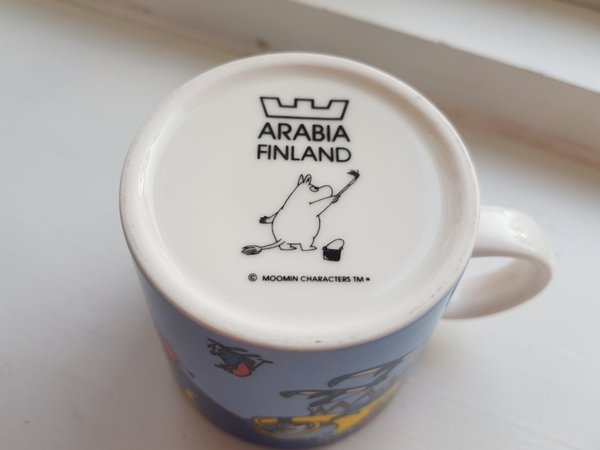 ARABIA
FINLAND
© MOOMIN CHARACTERS TM